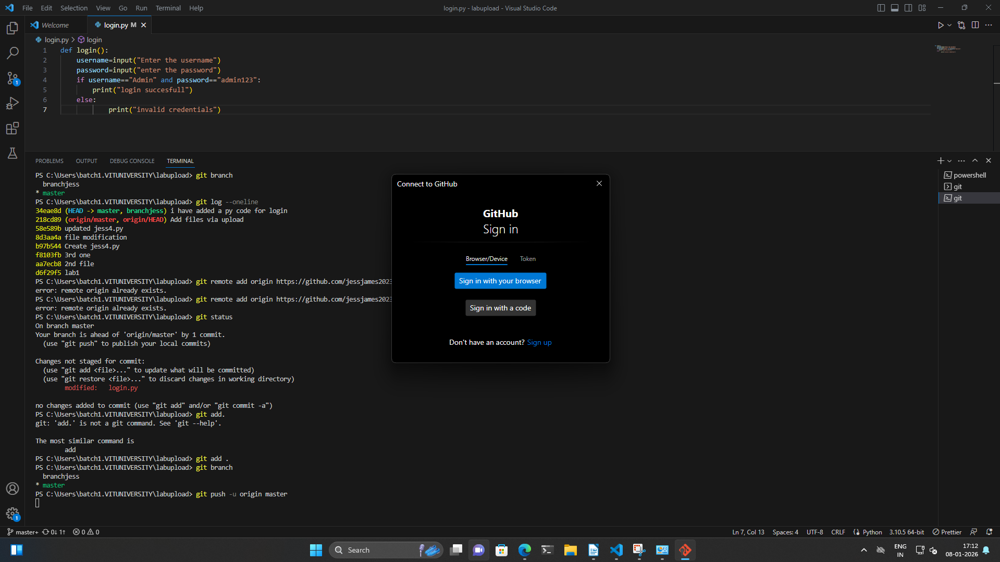 File Edit Selection View Go Run Terminal Help
login.py - labupload - Visual Studio Code
Welcome
login.py M
login.py > login
1 def login():
2 username=input("Enter the username")
3 password=input("enter the password")
4 if username=="Admin" and password=="admin123":
5 print("login succesfull")
6 else:
7 print("invalid credentials")
PROBLEMS OUTPUT DEBUG CONSOLE TERMINAL
PS C:\Users\batch1.VITUNIVERSITY\labupload> git branch
branchjess
* master
PS C:\Users\batch1.VITUNIVERSITY\labupload> git log --oneline
34eae8d (HEAD -> master, branchjess) i have added a py code for login
218cd89 (origin/master, origin/HEAD) Add files via upload
58e589b updated jess4.py
8d3aa4a file modification
b97b544 Create jess4.py
f8103fb 3rd one
aa7ecb8 2nd file
d6f29f5 lab1
PS C:\Users\batch1.VITUNIVERSITY\labupload> git remote add origin https://github.com/jessjames2023
error: remote origin already exists.
PS C:\Users\batch1.VITUNIVERSITY\labupload> git remote add origin https://github.com/jessjames2023
error: remote origin already exists.
PS C:\Users\batch1.VITUNIVERSITY\labupload> git status
On branch master
Your branch is ahead of 'origin/master' by 1 commit.
(use "git push" to publish your local commits)
Changes not staged for commit:
(use "git add <file>..." to update what will be committed)
(use "git restore <file>..." to discard changes in working directory)
modified: login.py
no changes added to commit (use "git add" and/or "git commit -a")
PS C:\Users\batch1.VITUNIVERSITY\labupload> git add.
git: 'add.' is not a git command. See 'git --help'.
The most similar command is
add
PS C:\Users\batch1.VITUNIVERSITY\labupload> git add .
PS C:\Users\batch1.VITUNIVERSITY\labupload> git branch
branchjess
* master
PS C:\Users\batch1.VITUNIVERSITY\labupload> git push -u origin master
powershell
git
git
Connect to GitHub
GitHub
Sign in
Browser/Device Token
Sign in with your browser
Sign in with a code
Don't have an account? Sign up
1
1
master+ 0↓ 1↑ 0 0
Ln 7, Col 13 Spaces: 4 UTF-8 CRLF Python 3.10.5 64-bit Prettier
Search
ENG
IN
17:12
08-01-2026